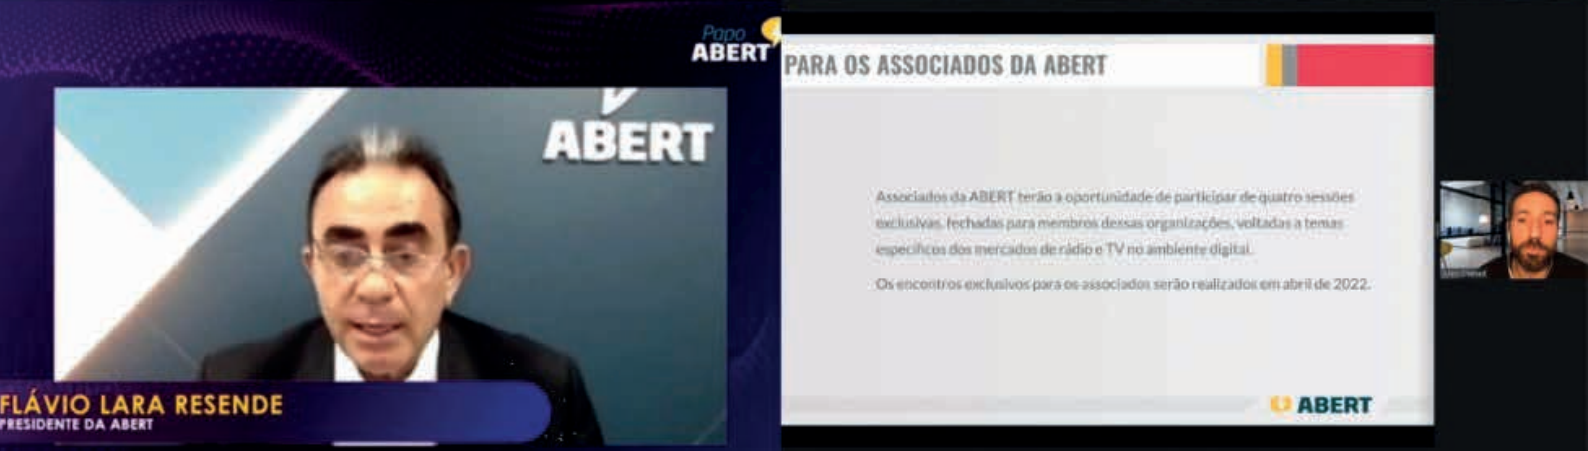 Papo
ABERT
ABERT
FLÁVIO LARA RESENDE
PRESIDENTE DA ABERT
PARA OS ASSOCIADOS DA ABERT
Associados da ABERT terão a oportunidade de participar de quatro sessões
exclusivas, fechadas para membros dessas organizações, voltadas a temas
específicos dos mercados de rádio e TV no ambiente digital.
Os encontros exclusivos para os associados serão realizados em abril de 2022.
ABERT